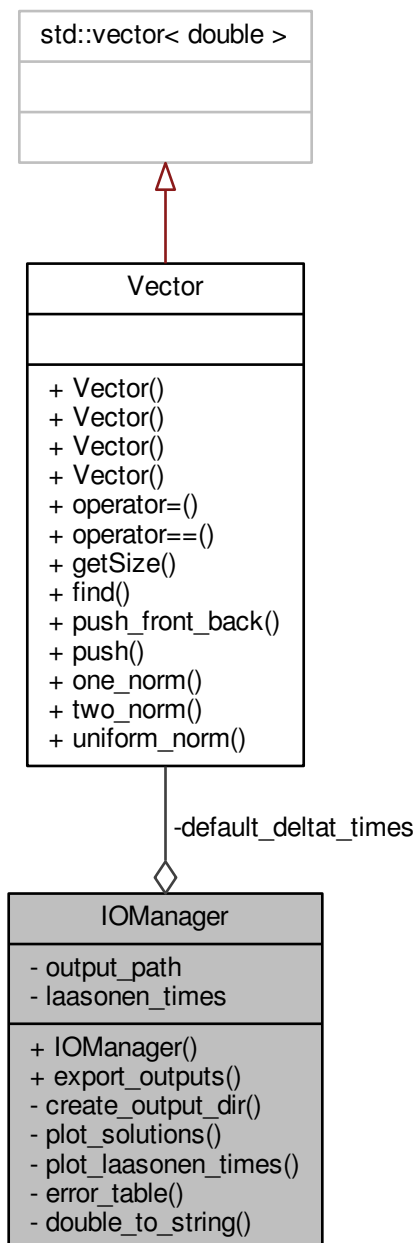 std::vector< double >
Vector
+ Vector()
+ Vector()
+ Vector()
+ Vector()
+ operator=()
+ operator==()
+ getSize()
+ find()
+ push_front_back()
+ push()
+ one_norm()
+ two_norm()
+ uniform_norm()
-default_deltat_times
IOManager
- output_path
- laasonen_times
+ IOManager()
+ export_outputs()
- create_output_dir()
- plot_solutions()
- plot_laasonen_times()
- error_table()
- double_to_string()